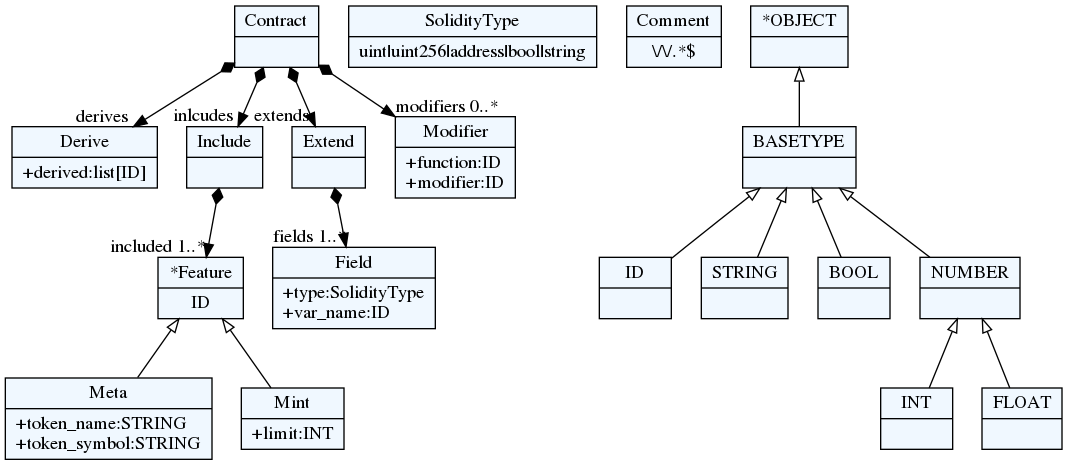 Contract
SolidityType
uint|uint256|address|bool|string
Comment
\/\/.*$
*OBJECT
derives
inlcudes
extends
modifiers 0..*
Derive
+derived:list[ID]
Include
Extend
Modifier
+function:ID
+modifier:ID
BASETYPE
included 1..*
fields 1..*
*Feature
ID
Field
+type:SolidityType
+var_name:ID
ID
STRING
BOOL
NUMBER
Meta
+token_name:STRING
+token_symbol:STRING
Mint
+limit:INT
INT
FLOAT